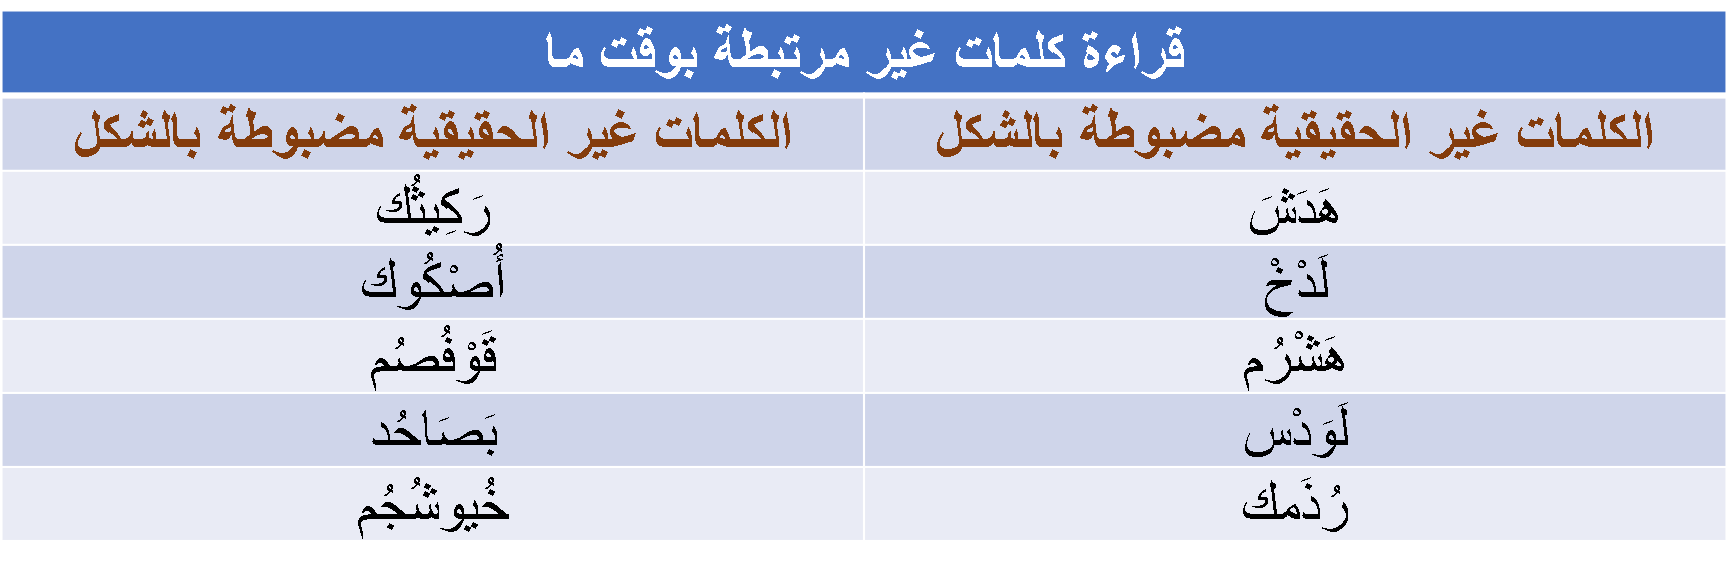 قراءة كلمات غير مرتبطة بوقت ما
الكلمات غير الحقيقية مضبوطة بالشكل الكلمات غير الحقيقية مضبوطة بالشكل
هَدَشَ رَكِيثُك
لَدْخْ أُصْكُوك
هَشْرُم قَوْفُصُم
لَوَدْس بَصَاحُد
رُذَمك خُيوشُجُم